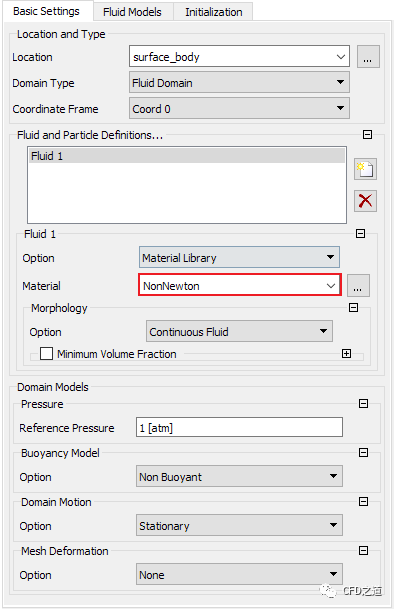 Basic Settings Fluid Models Initialization
Location and Type
Location surface_body ...
Domain Type Fluid Domain
Coordinate Frame Coord 0
Fluid and Particle Definitions...
Fluid 1
Fluid 1
Option Material Library
Material NonNewton ...
Morphology
Option Continuous Fluid
Minimum Volume Fraction
Domain Models
Pressure
Reference Pressure 1 [atm]
Buoyancy Model
Option Non Buoyant
Domain Motion
Option Stationary
Mesh Deformation
Option None
CFD之道